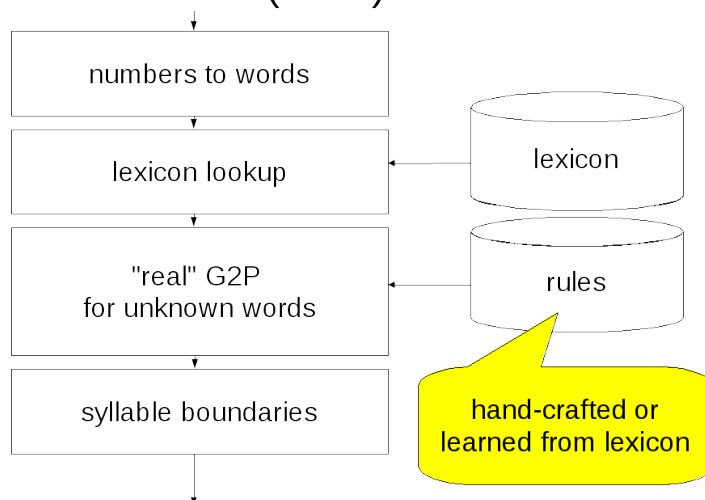 numbers to words
lexicon lookup
lexicon
"real" G2P
for unknown words
rules
syllable boundaries
hand-crafted or
learned from lexicon